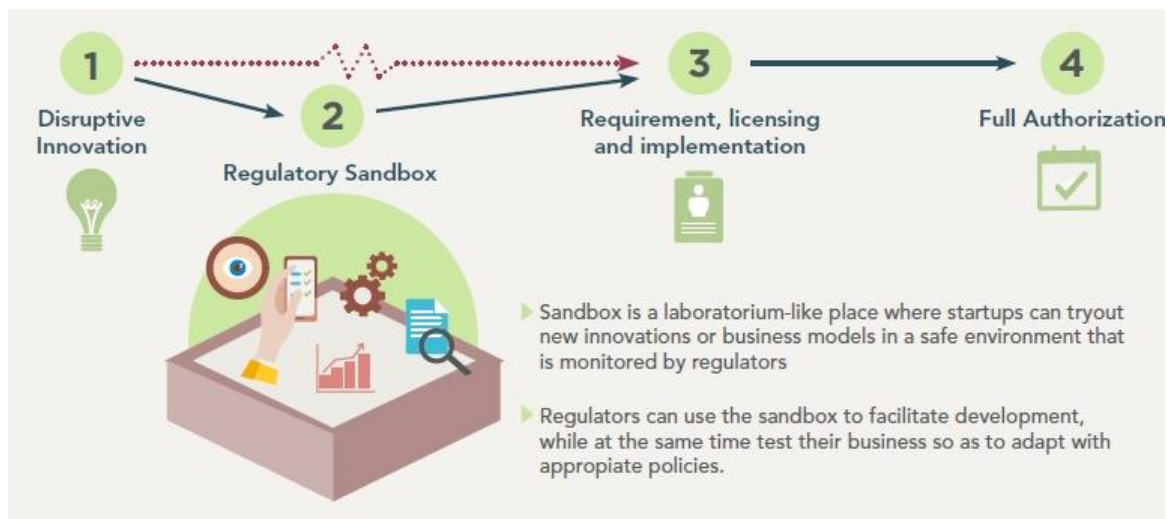 1
Disruptive
Innovation
2
Regulatory Sandbox
3
Requirement, licensing
and implementation
4
Full Authorization
Sandbox is a laboratorium-like place where startups can tryout
new innovations or business models in a safe environment that
is monitored by regulators
Regulators can use the sandbox to facilitate development,
while at the same time test their business so as to adapt with
appropiate policies.